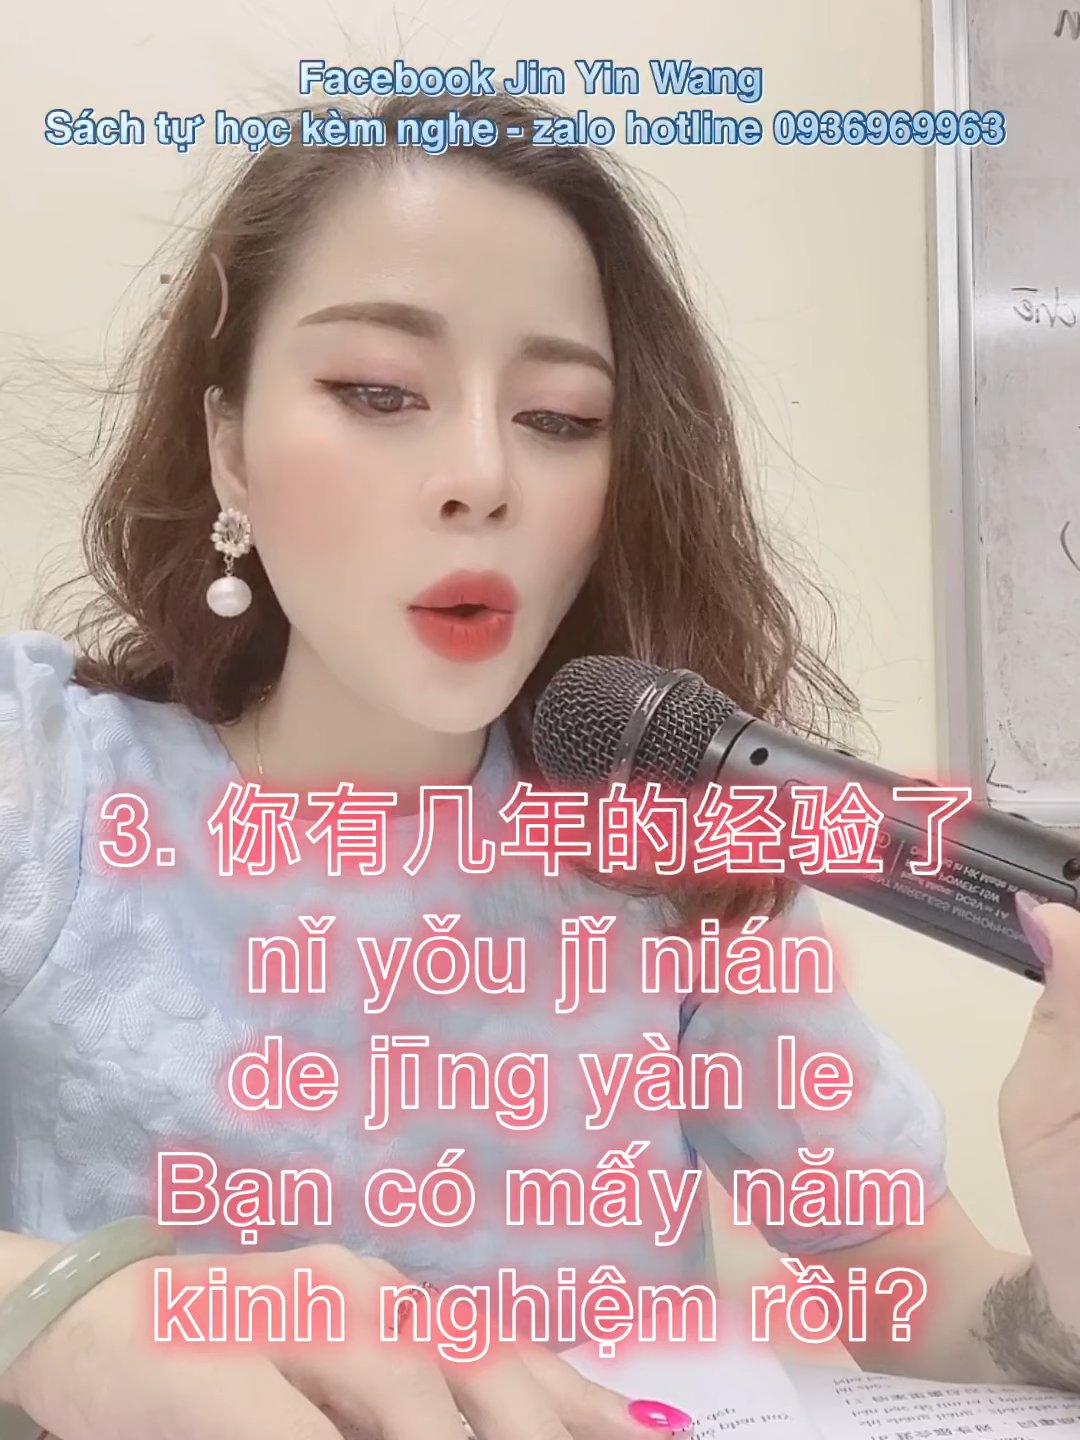 Facebook Jin Yin Wang
Sách tự học kèm nghe - zalo hotline 0936969963
:)
3. 你有几年的经验了
nǐ yǒu jǐ nián
de jīng yàn le
Bạn có mấy năm
kinh nghiệm rồi?